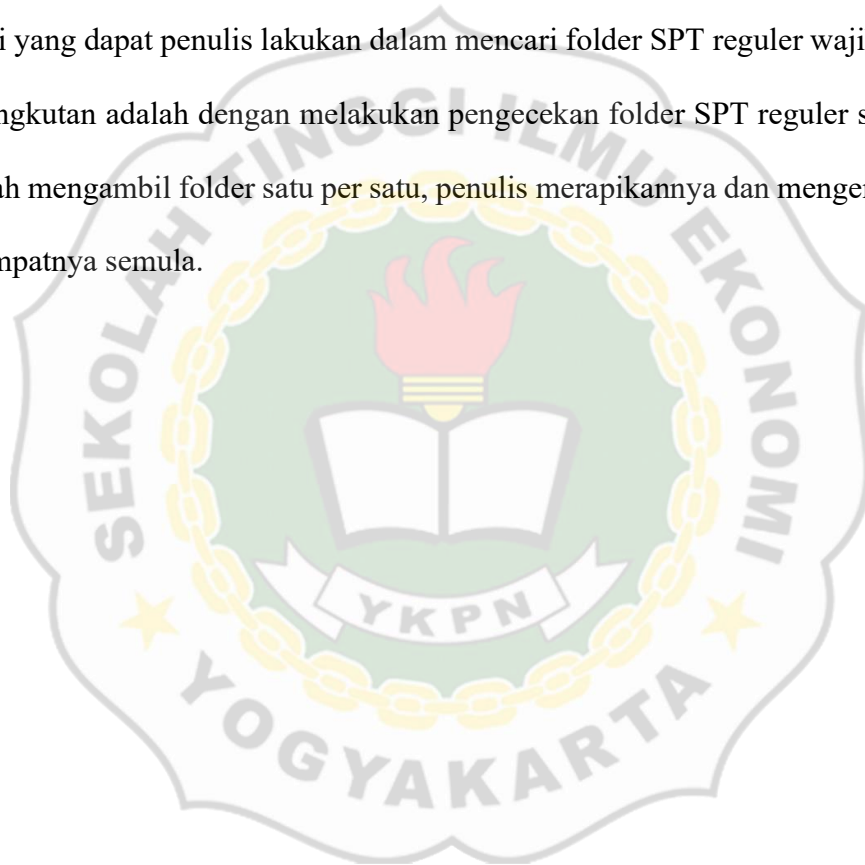 i yang dapat penulis lakukan dalam mencari folder SPT reguler waji
ngkutan adalah dengan melakukan pengecekan folder SPT reguler s
ah mengambil folder satu per satu, penulis merapikannya dan menge
mpatnya semula.
SEKOLAH TINGGI ILMU EKONOMI
YKPN
YOGYAKARTA